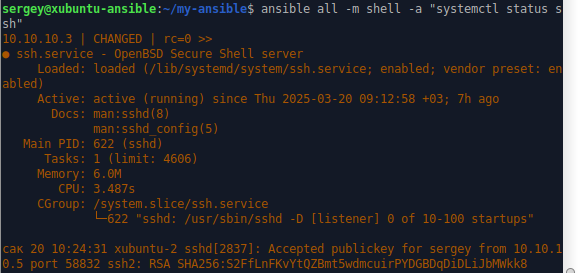 sergey@xubuntu-ansible:~/my-ansible$ ansible all -m shell -a "systemctl status s
sh"
10.10.10.3 | CHANGED | rc=0 >>
● ssh.service - OpenBSD Secure Shell server
Loaded: loaded (/lib/systemd/system/ssh.service; enabled; vendor preset: en
abled)
Active: active (running) since Thu 2025-03-20 09:12:58 +03; 7h ago
Docs: man:sshd(8)
man:sshd_config(5)
Main PID: 622 (sshd)
Tasks: 1 (limit: 4606)
Memory: 6.0M
CPU: 3.487s
CGroup: /system.slice/ssh.service
└─622 "sshd: /usr/sbin/sshd -D [listener] 0 of 10-100 startups"
сак 20 10:24:31 xubuntu-2 sshd[2837]: Accepted publickey for sergey from 10.10.1
0.5 port 58832 ssh2: RSA SHA256:S2FfLnFKvYtQZBmt5wdmcuirPYDGBDqDiDLiJbMWkk8